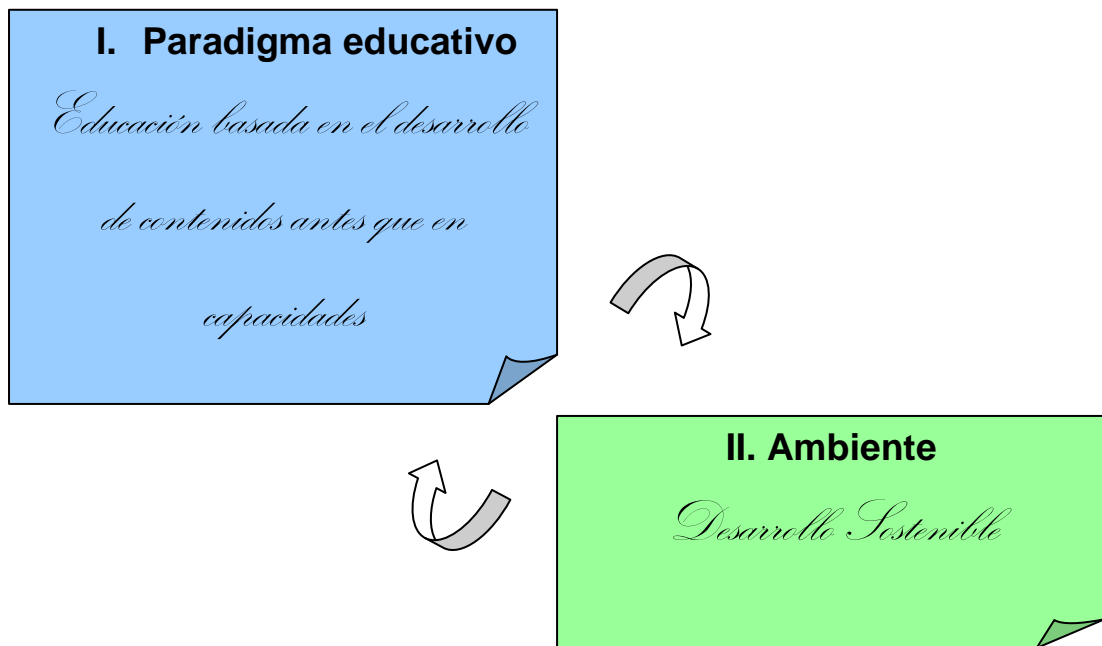 I. Paradigma educativo
Educación basada en el desarrollo
de contenidos antes que en
capacidades
II. Ambiente
Desarrollo Sostenible